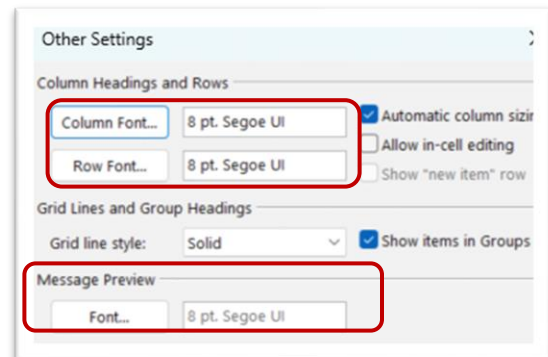 Other Settings
Column Headings and Rows
Column Font... 8 pt. Segoe UI Automatic column
Allow in-cell editing
Row Font... 8 pt. Segoe UI Show "new item" row
Grid Lines and Group Headings
Grid line style: Solid Show items in Groups
Message Preview
Font... 8 pt. Segoe UI